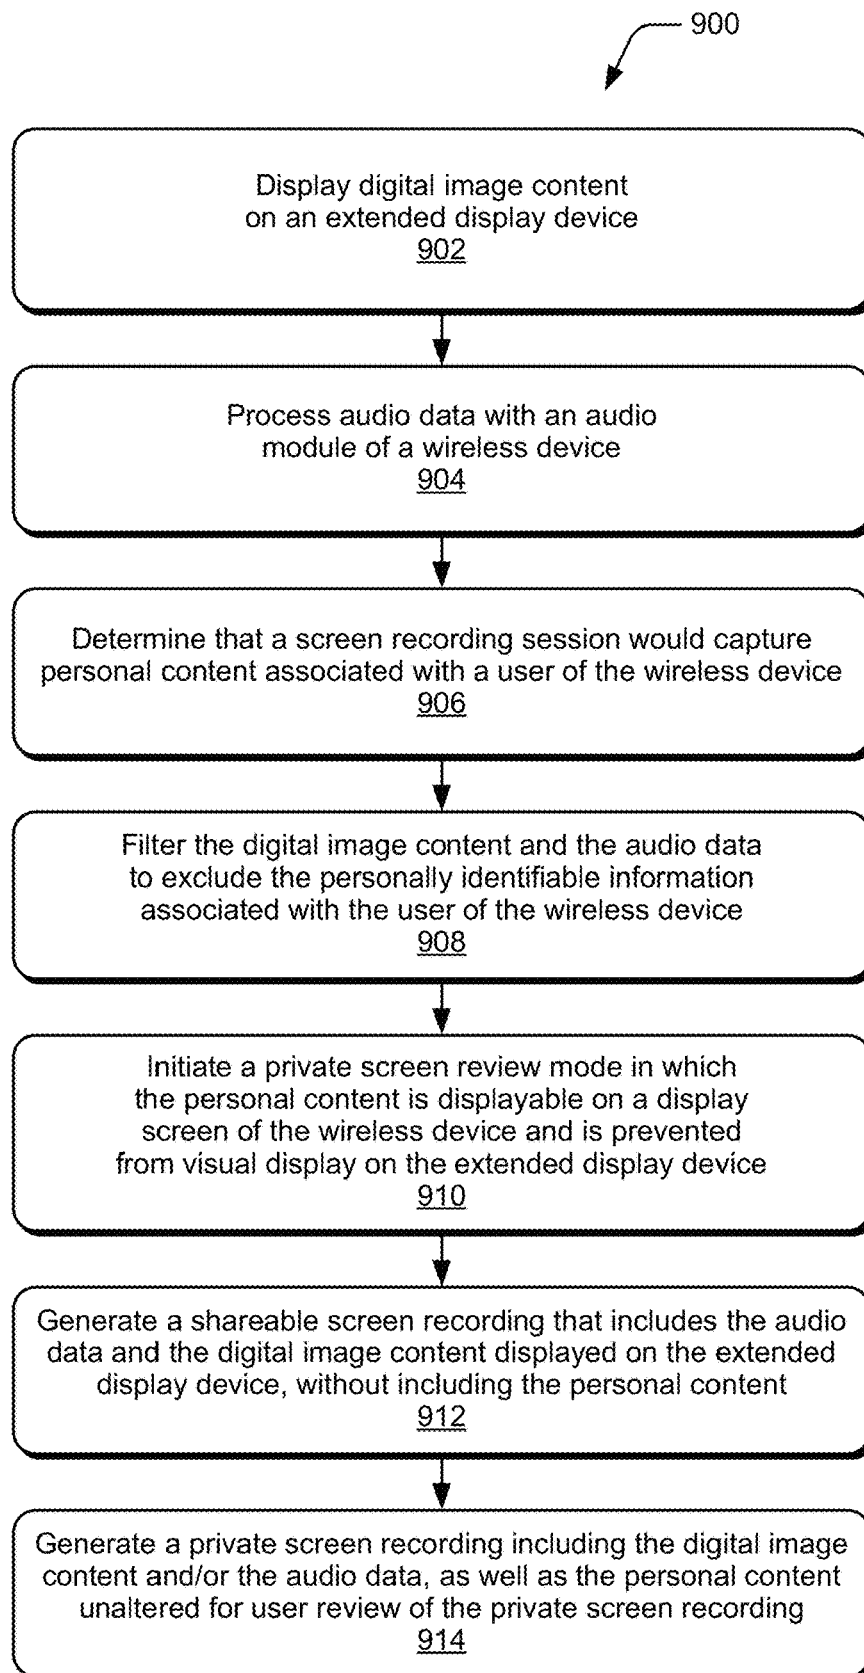 900
Display digital image content
on an extended display device
902
Process audio data with an audio
module of a wireless device
904
Determine that a screen recording session would capture
personal content associated with a user of the wireless device
906
Filter the digital image content and the audio data
to exclude the personally identifiable information
associated with the user of the wireless device
908
Initiate a private screen review mode in which
the personal content is displayable on a display
screen of the wireless device and is prevented
from visual display on the extended display device
910
Generate a shareable screen recording that includes the audio
data and the digital image content displayed on the extended
display device, without including the personal content
912
Generate a private screen recording including the digital image
content and/or the audio data, as well as the personal content
unaltered for user review of the private screen recording
914